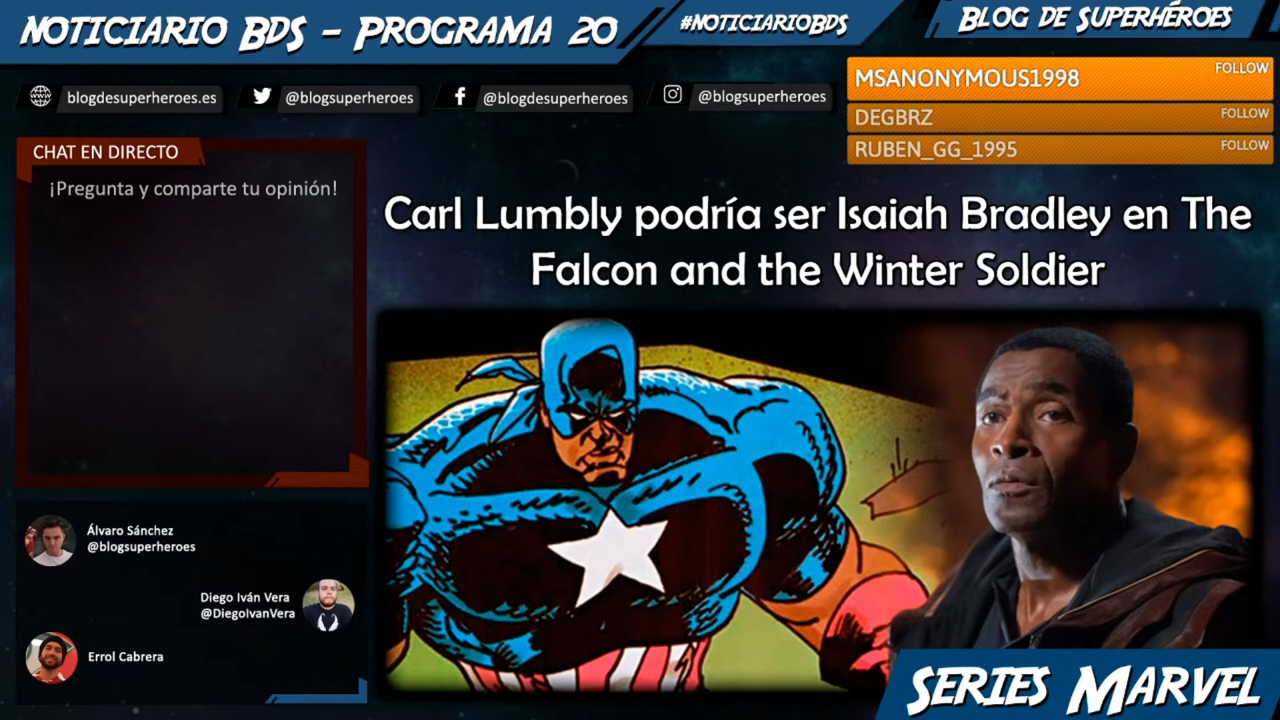 NOTICIARIO BDS - PROGRAMA 20
#NOTICIARIOBDS
BLOG DE SUPERHÉROES
www
blogdesuperheroes.es
@blogsuperheroes
@blogdesuperheroes
@blogsuperheroes
MSANONYMOUS1998 FOLLOW
DEGBRZ FOLLOW
RUBEN_GG_1995 FOLLOW
CHAT EN DIRECTO
¡Pregunta y comparte tu opinión!
Carl Lumbly podría ser Isaiah Bradley en The
Falcon and the Winter Soldier
Álvaro Sánchez
@blogsuperheroes
Diego Iván Vera
@DiegoIvanVera
Errol Cabrera
SERIES MARVEL